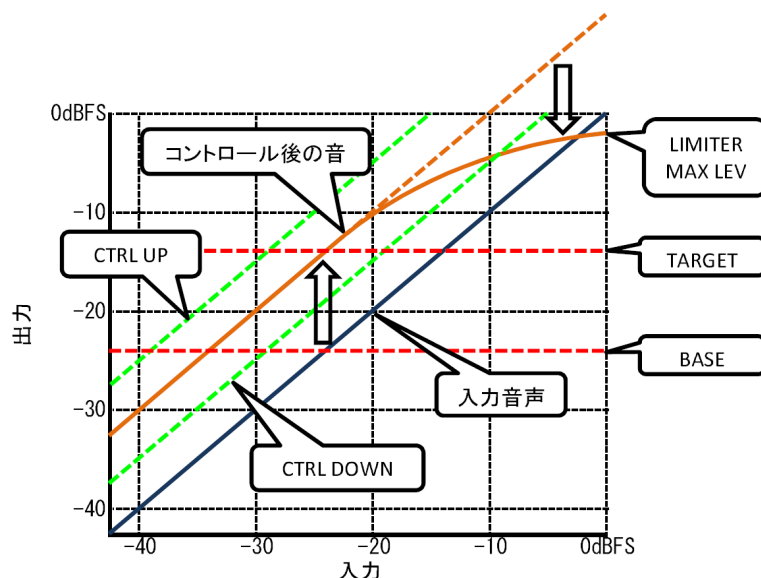 0dBFS
コントロール後の音
LIMITER
MAX LEV
-10
CTRL UP
TARGET
-20
出力
BASE
-30
入力音声
CTRL DOWN
-40
-40
-30
-20
-10
0dBFS
入力